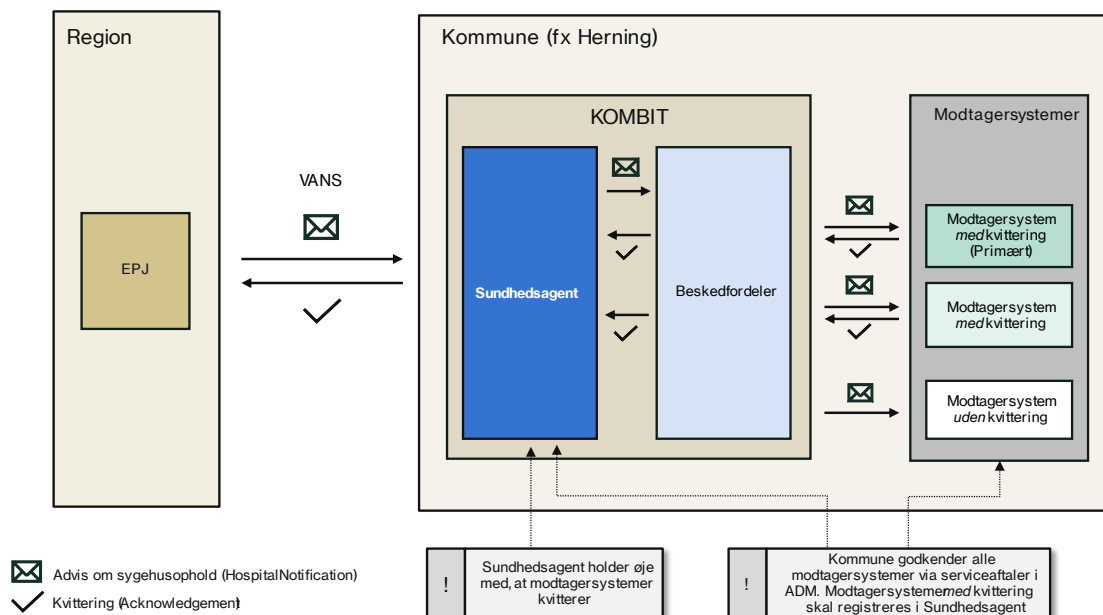 Region
Kommune (fx Herning)
KOMBIT
Modtagersystemer
VANS
EPJ
Sundhedsagent
Beskedfordeler
Modtagersystem
med kvittering
(Primært)
Modtagersystem
med kvittering
Modtagersystem
uden kvittering
Advis om sygehusophold (HospitalNotification)
Kvittering (Acknowledgement)
!
Sundhedsagent holder øje
med, at modtagersystemer
kvitterer
!
Kommune godkender alle
modtagersystemer via serviceaftaler i
ADM. Modtagersystemer med kvittering
skal registreres i Sundhedsagent